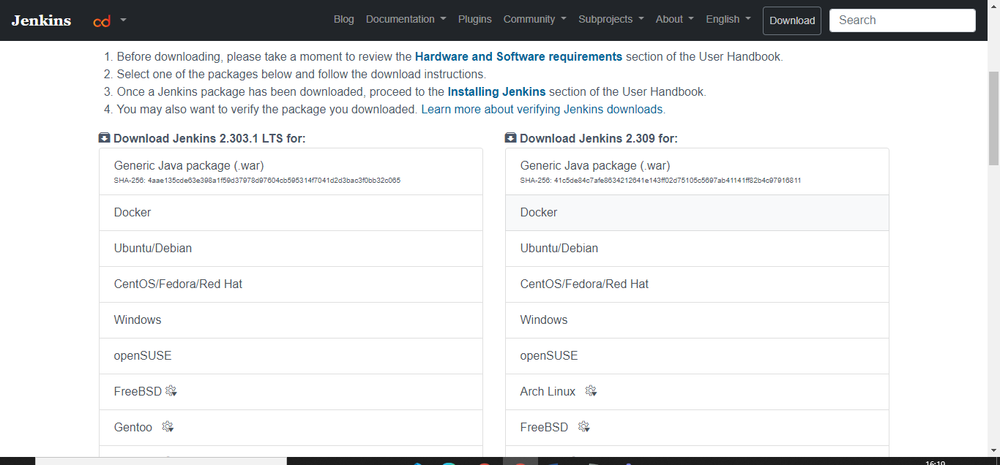 Jenkins
cd
Blog Documentation Plugins Community Subprojects About English Download Search
1. Before downloading, please take a moment to review the Hardware and Software requirements section of the User Handbook.
2. Select one of the packages below and follow the download instructions.
3. Once a Jenkins package has been downloaded, proceed to the Installing Jenkins section of the User Handbook.
4. You may also want to verify the package you downloaded. Learn more about verifying Jenkins downloads.
Download Jenkins 2.303.1 LTS for:
Generic Java package (.war)
SHA-256: 4aae135cde63e398a1f59d37978d97604cb595314f7041d2d3bac3f0bb32c065
Docker
Ubuntu/Debian
CentOS/Fedora/Red Hat
Windows
openSUSE
FreeBSD
Gentoo
Download Jenkins 2.309 for:
Generic Java package (.war)
SHA-256: 41c5de84c7afe8634212641e143ff02d75105c5697ab41141ff82b4c97916811
Docker
Ubuntu/Debian
CentOS/Fedora/Red Hat
Windows
openSUSE
Arch Linux
FreeBSD